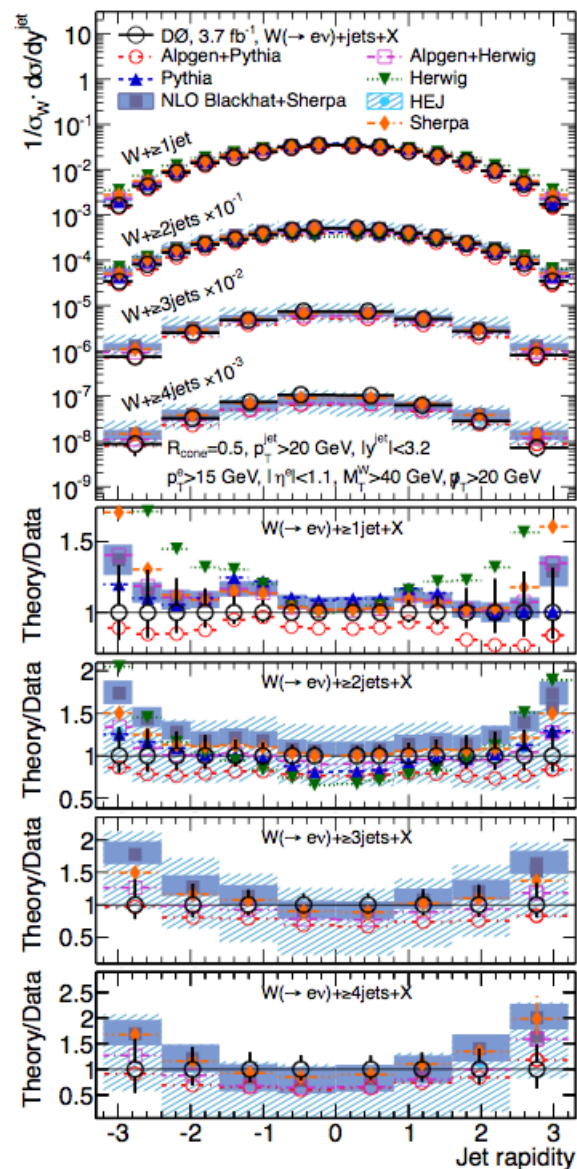 DØ, 3.7 fb⁻¹, W(→ eν)+jets+X
Alpgen+Pythia Alpgen+Herwig
Pythia Herwig
NLO Blackhat+Sherpa HEJ
Sherpa
1/σ_W · dσ/dy^jet
10
1
10⁻¹
10⁻²
10⁻³
10⁻⁴
10⁻⁵
10⁻⁶
10⁻⁷
10⁻⁸
10⁻⁹
W+≥1jet
W+≥2jets ×10⁻¹
W+≥3jets ×10⁻²
W+≥4jets ×10⁻³
R_cone=0.5, p_T^jet>20 GeV, |y^jet|<3.2
p_T^e>15 GeV, |η^e|<1.1, M_T^W>40 GeV, p̸_T>20 GeV
W(→ eν)+≥1jet+X
Theory/Data
1.5
1
W(→ eν)+≥2jets+X
Theory/Data
2
1.5
1
0.5
W(→ eν)+≥3jets+X
Theory/Data
2
1.5
1
0.5
W(→ eν)+≥4jets+X
Theory/Data
2.5
2
1.5
1
0.5
-3 -2 -1 0 1 2 3
Jet rapidity